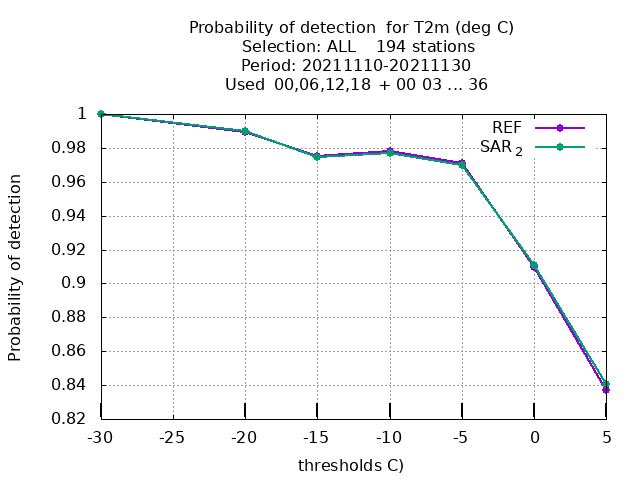 Probability of detection  for T2m (deg C)
Selection: ALL    194 stations
Period: 20211110-20211130
Used  00,06,12,18  + 00 03 ... 36
REF
SAR 2
1
0.98
0.96
0.94
0.92
0.9
0.88
0.86
0.84
0.82
Probability of detection
-30 -25 -20 -15 -10 -5 0 5
thresholds C)